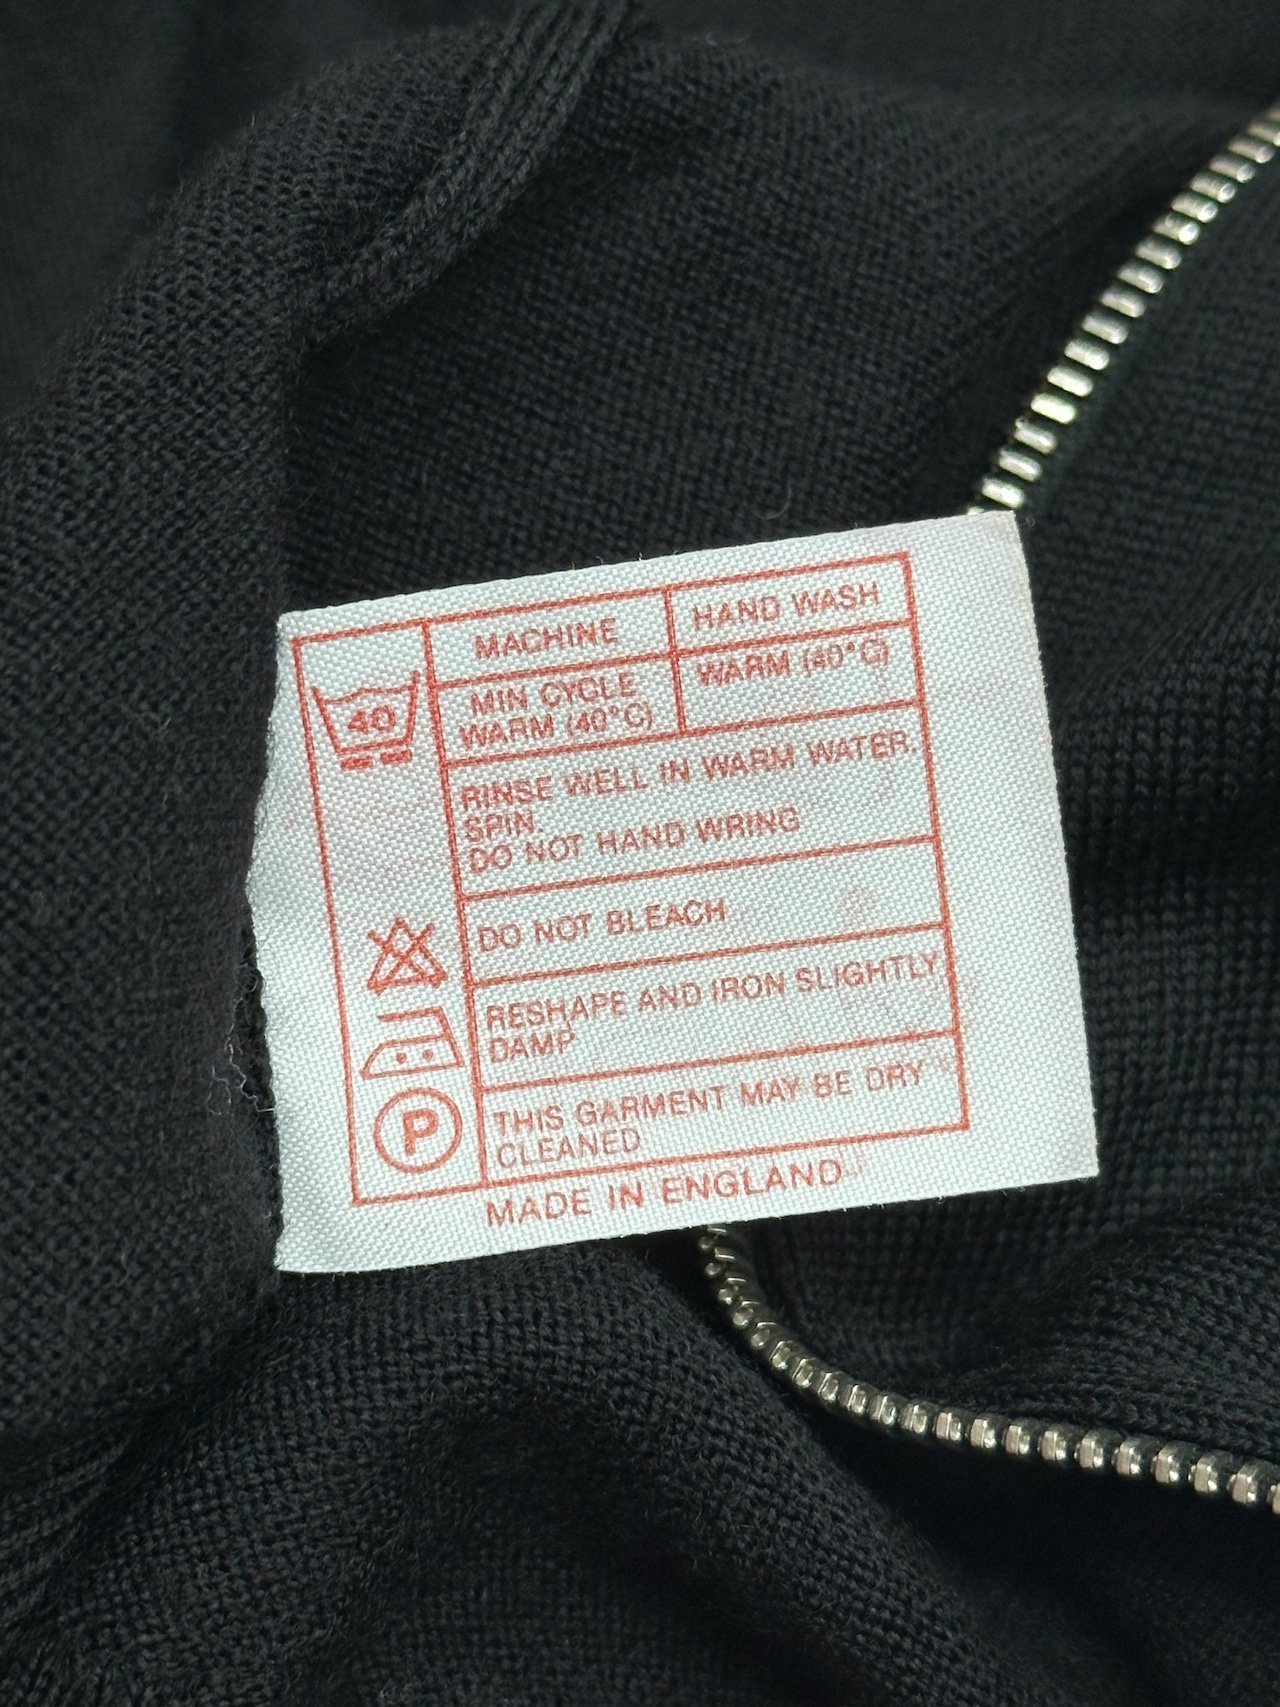 MACHINE
HAND WASH
40
MIN CYCLE
WARM (40°C)
WARM (40°C)
RINSE WELL IN WARM WATER.
SPIN.
DO NOT HAND WRING
DO NOT BLEACH
RESHAPE AND IRON SLIGHTLY
DAMP
P
THIS GARMENT MAY BE DRY
CLEANED
MADE IN ENGLAND